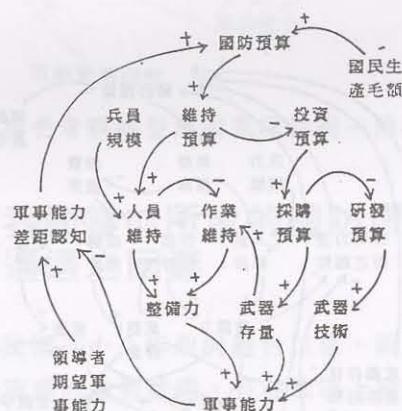 國防預算
國民生
產毛額
兵員
規模
維持
預算
投資
預算
軍事能力
差距認知
人員
維持
作業
維持
採購
預算
研發
預算
整備力
武器
存量
武器
技術
領導者
期望軍
事能力
軍事能力